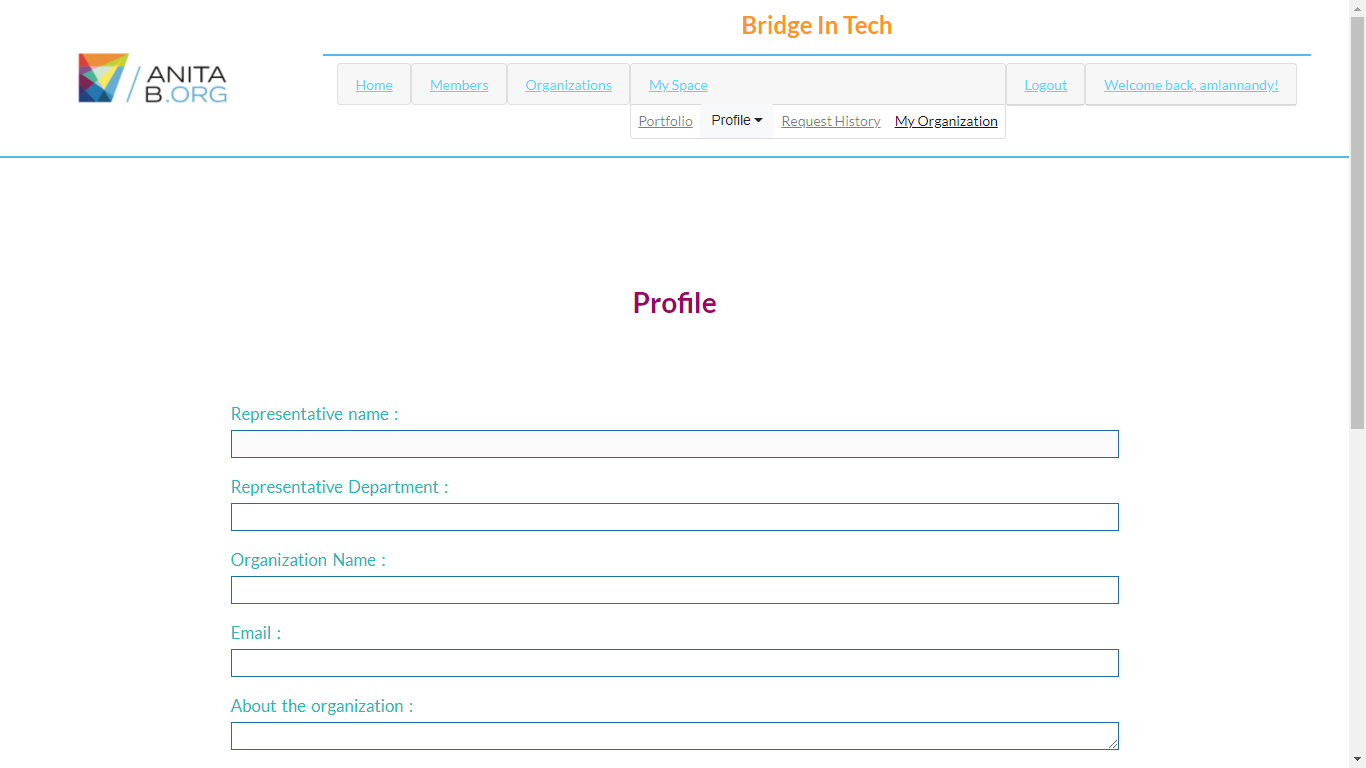 Bridge In Tech
ANITA
B.ORG
Home Members Organizations My Space Logout Welcome back, amlannandy!
Portfolio Profile Request History My Organization
Profile
Representative name :
Representative Department :
Organization Name :
Email :
About the organization :